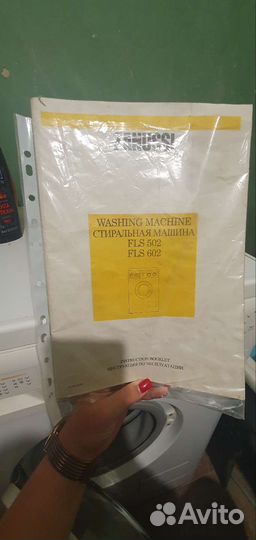 ZANUSSI
WASHING MACHINE
СТИРАЛЬНАЯ МАШИНА
FLS 502
FLS 602
INSTRUCTION BOOKLET
ИНСТРУКЦИЯ ПО ЭКСПЛУАТАЦИИ
Avito